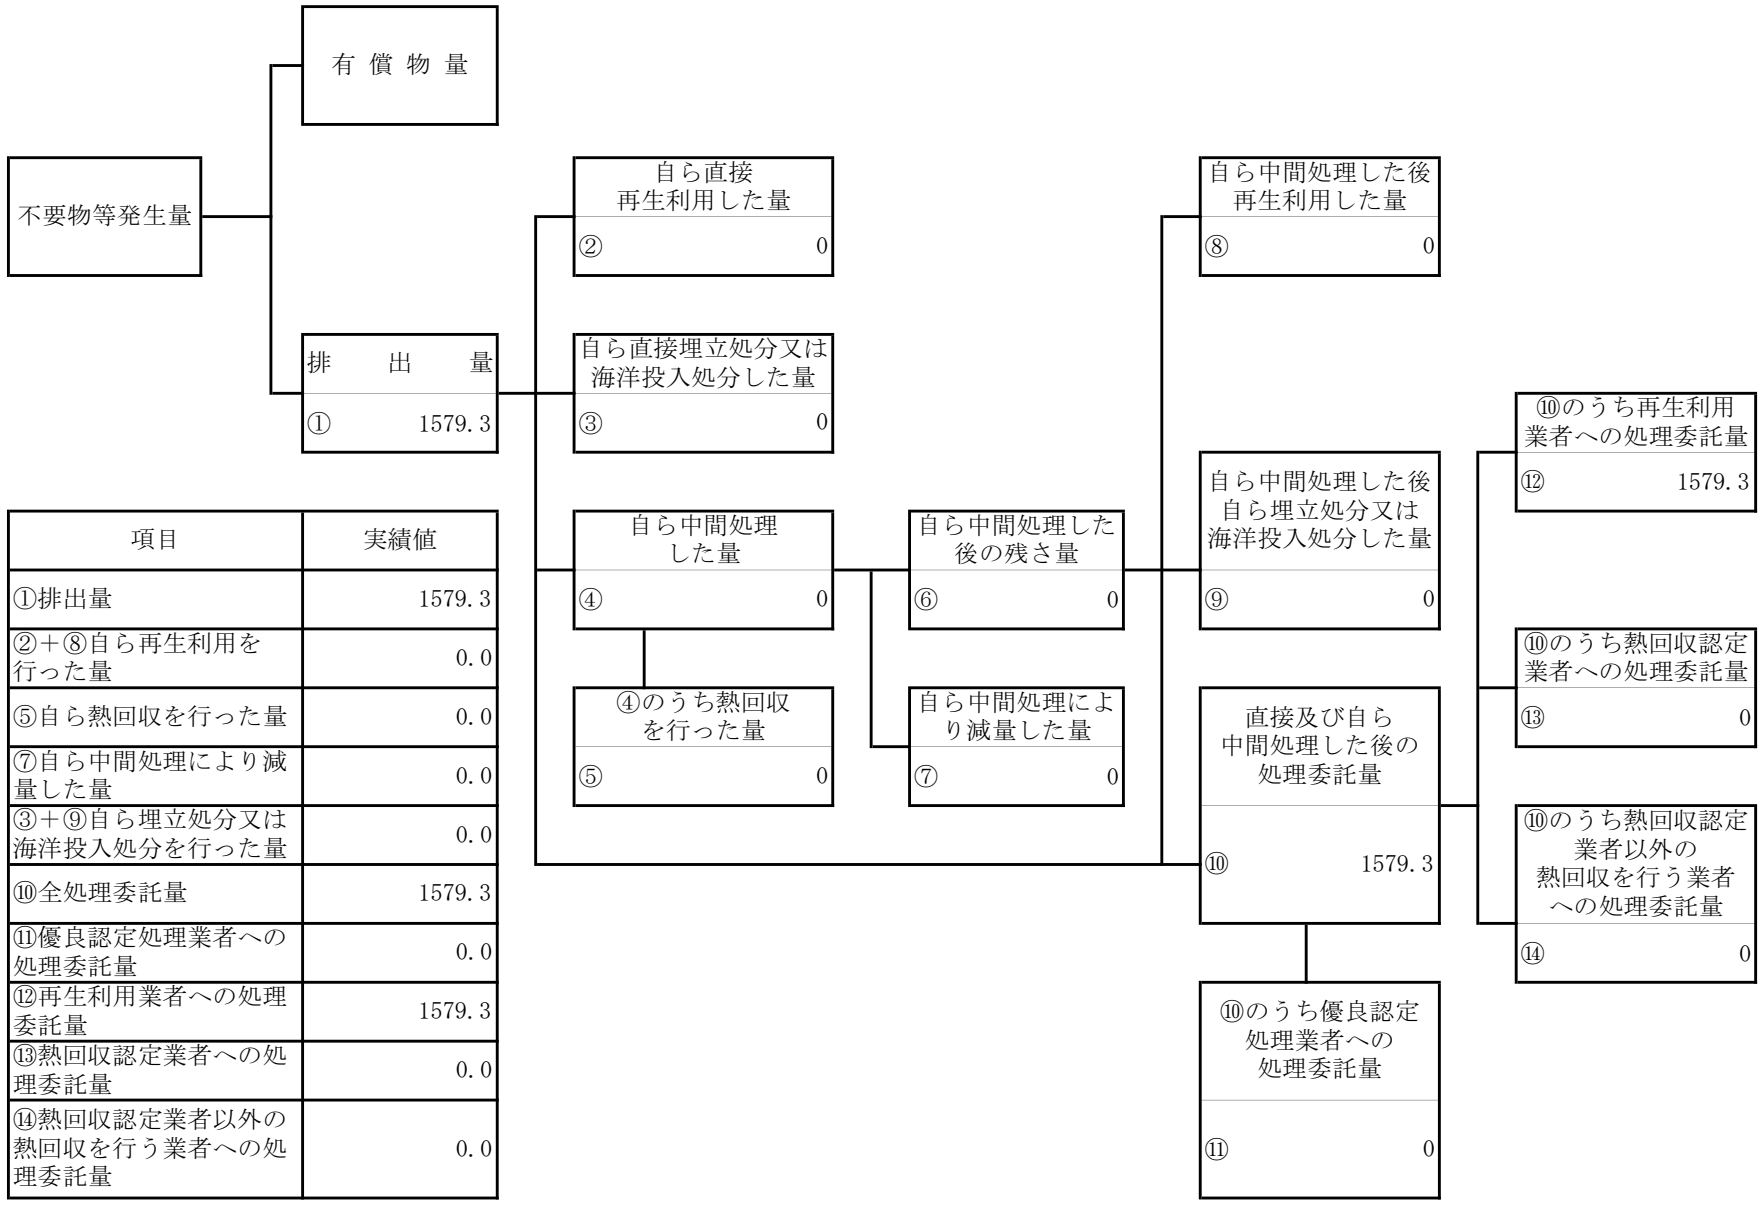 有 償 物 量
不要物等発生量
自ら直接
再生利用した量
② 0
自ら中間処理した後
再生利用した量
⑧ 0
排 出 量
① 1579.3
自ら直接埋立処分又は
海洋投入処分した量
③ 0
⑩のうち再生利用
業者への処理委託量
⑫ 1579.3
自ら中間処理した後
自ら埋立処分又は
海洋投入処分した量
⑨ 0
自ら中間処理
した量
④ 0
自ら中間処理した
後の残さ量
⑥ 0
⑩のうち熱回収認定
業者への処理委託量
⑬ 0
④のうち熱回収
を行った量
⑤ 0
自ら中間処理によ
り減量した量
⑦ 0
直接及び自ら
中間処理した後の
処理委託量
⑩ 1579.3
⑩のうち熱回収認定
業者以外の
熱回収を行う業者
への処理委託量
⑭ 0
⑩のうち優良認定
処理業者への
処理委託量
⑪ 0
項目 実績値
①排出量 1579.3
②＋⑧自ら再生利用を
行った量 0.0
⑤自ら熱回収を行った量 0.0
⑦自ら中間処理により減
量した量 0.0
③＋⑨自ら埋立処分又は
海洋投入処分を行った量 0.0
⑩全処理委託量 1579.3
⑪優良認定処理業者への
処理委託量 0.0
⑫再生利用業者への処理
委託量 1579.3
⑬熱回収認定業者への処
理委託量 0.0
⑭熱回収認定業者以外の
熱回収を行う業者への処 0.0
理委託量